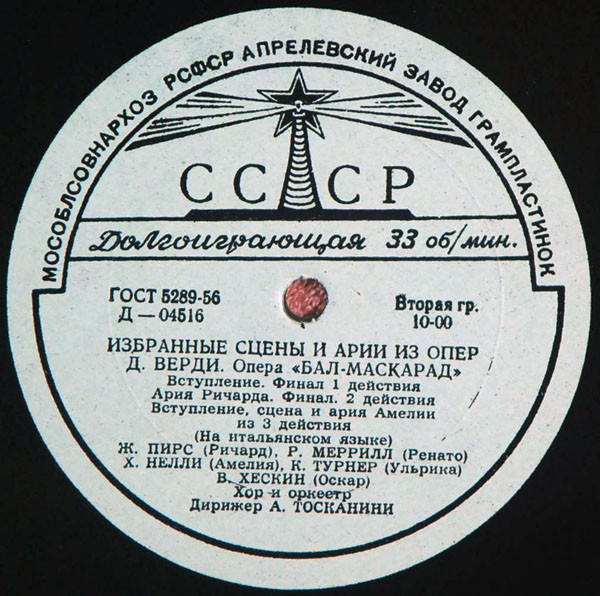 МОСОБЛСОВНАРХОЗ РСФСР АПРЕЛЕВСКИЙ ЗАВОД ГРАМПЛАСТИНОК
СССР
Долгоиграющая 33 об/мин.
ГОСТ 5289-56
Д — 04516
Вторая гр.
10-00
ИЗБРАННЫЕ СЦЕНЫ И АРИИ ИЗ ОПЕР
Д. ВЕРДИ. Опера «БАЛ-МАСКАРАД»
Вступление. Финал 1 действия
Ария Ричарда. Финал. 2 действия
Вступление, сцена и ария Амелии
из 3 действия
(На итальянском языке)
Ж. ПИРС (Ричард), Р. МЕРРИЛЛ (Ренато)
Х. НЕЛЛИ (Амелия), К. ТУРНЕР (Ульрика)
В. ХЕСКИН (Оскар)
Хор и оркестр
Дирижер А. ТОСКАНИНИ